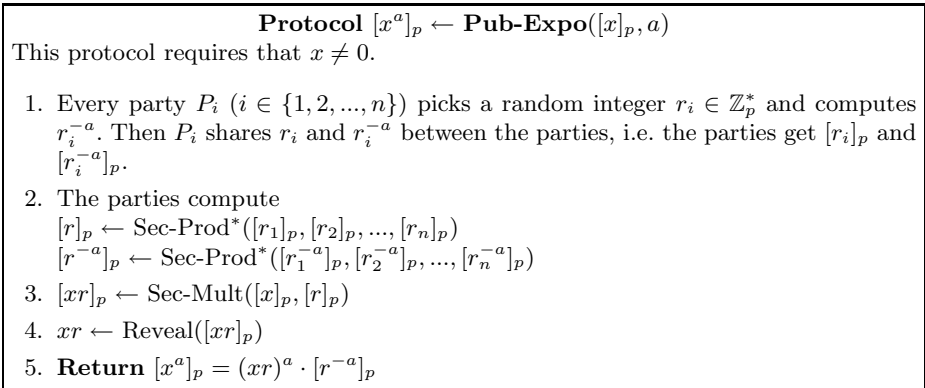 Protocol [x^a]_p ← Pub-Expo([x]_p, a)
This protocol requires that x ≠ 0.
1. Every party P_i (i ∈ {1, 2, ..., n}) picks a random integer r_i ∈ ℤ_p^* and computes
r_i^{-a}. Then P_i shares r_i and r_i^{-a} between the parties, i.e. the parties get [r_i]_p and
[r_i^{-a}]_p.
2. The parties compute
[r]_p ← Sec-Prod^*([r_1]_p, [r_2]_p, ..., [r_n]_p)
[r^{-a}]_p ← Sec-Prod^*([r_1^{-a}]_p, [r_2^{-a}]_p, ..., [r_n^{-a}]_p)
3. [xr]_p ← Sec-Mult([x]_p, [r]_p)
4. xr ← Reveal([xr]_p)
5. Return [x^a]_p = (xr)^a · [r^{-a}]_p